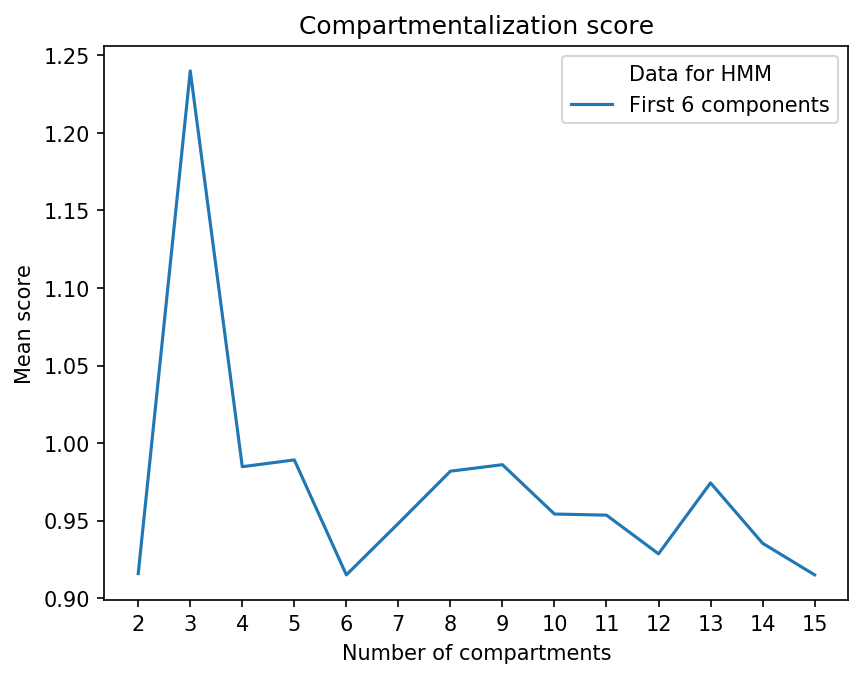 Compartmentalization score
Data for HMM
First 6 components
Mean score
1.25
1.20
1.15
1.10
1.05
1.00
0.95
0.90
2 3 4 5 6 7 8 9 10 11 12 13 14 15
Number of compartments